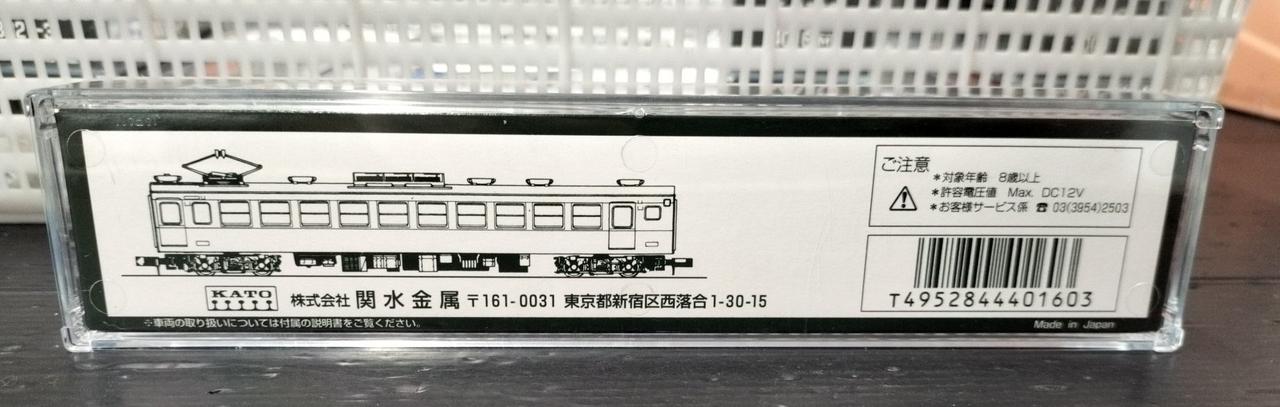 ご注意
*対象年齢 8歳以上
*許容電圧値 Max. DC12V
*お客様サービス係 ☎ 03(3954)2503
T4952844401603
KATO 株式会社 関水金属 〒161-0031 東京都新宿区西落合1-30-15
※車両の取り扱いについては付属の説明書をご覧ください。
Made in Japan